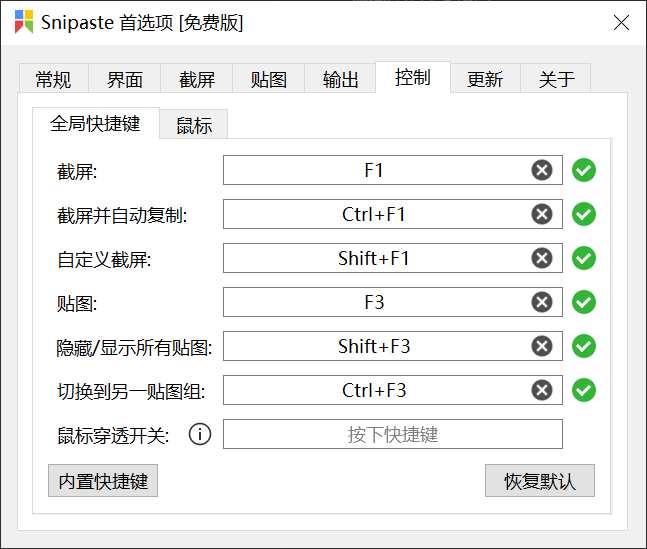 Snipaste 首选项 [免费版]
常规 界面 截屏 贴图 输出 控制 更新 关于
全局快捷键 鼠标
截屏: F1
截屏并自动复制: Ctrl+F1
自定义截屏: Shift+F1
贴图: F3
隐藏/显示所有贴图: Shift+F3
切换到另一贴图组: Ctrl+F3
鼠标穿透开关: 按下快捷键
内置快捷键 恢复默认